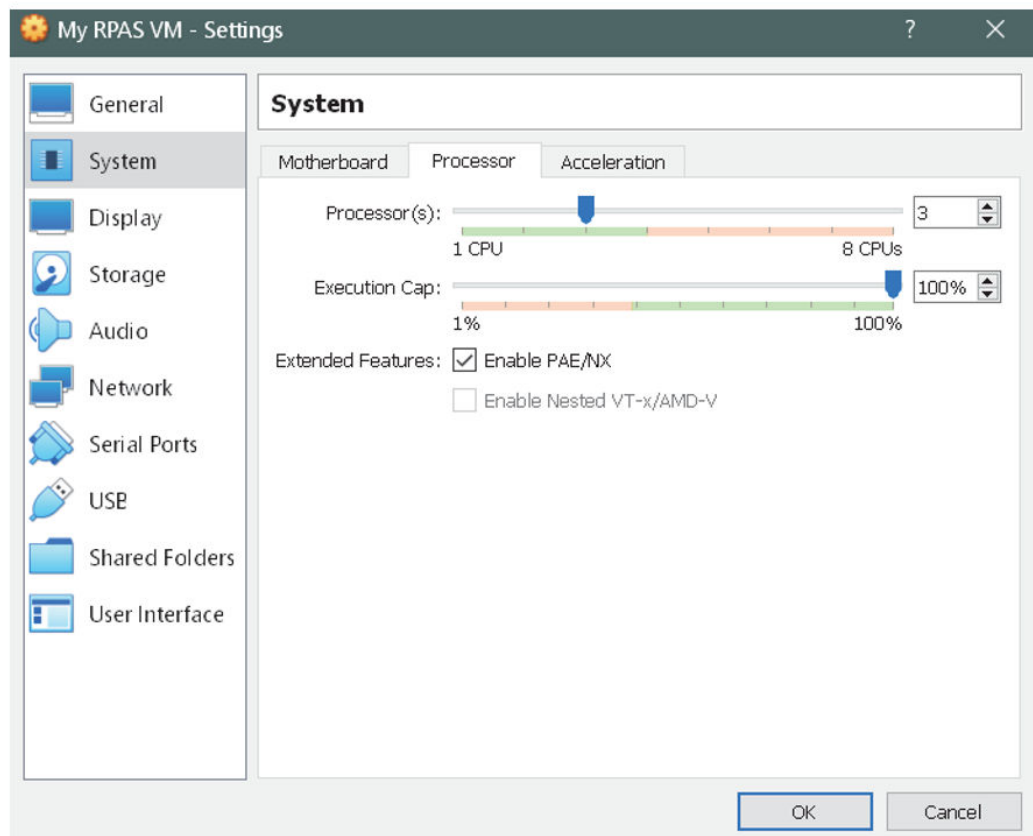 My RPAS VM - Settings ? ×
General
System
Display
Storage
Audio
Network
Serial Ports
USB
Shared Folders
User Interface
System
Motherboard Processor Acceleration
Processor(s): 3
1 CPU 8 CPUs
Execution Cap: 100%
1% 100%
Extended Features: Enable PAE/NX
Enable Nested VT-x/AMD-V
OK Cancel